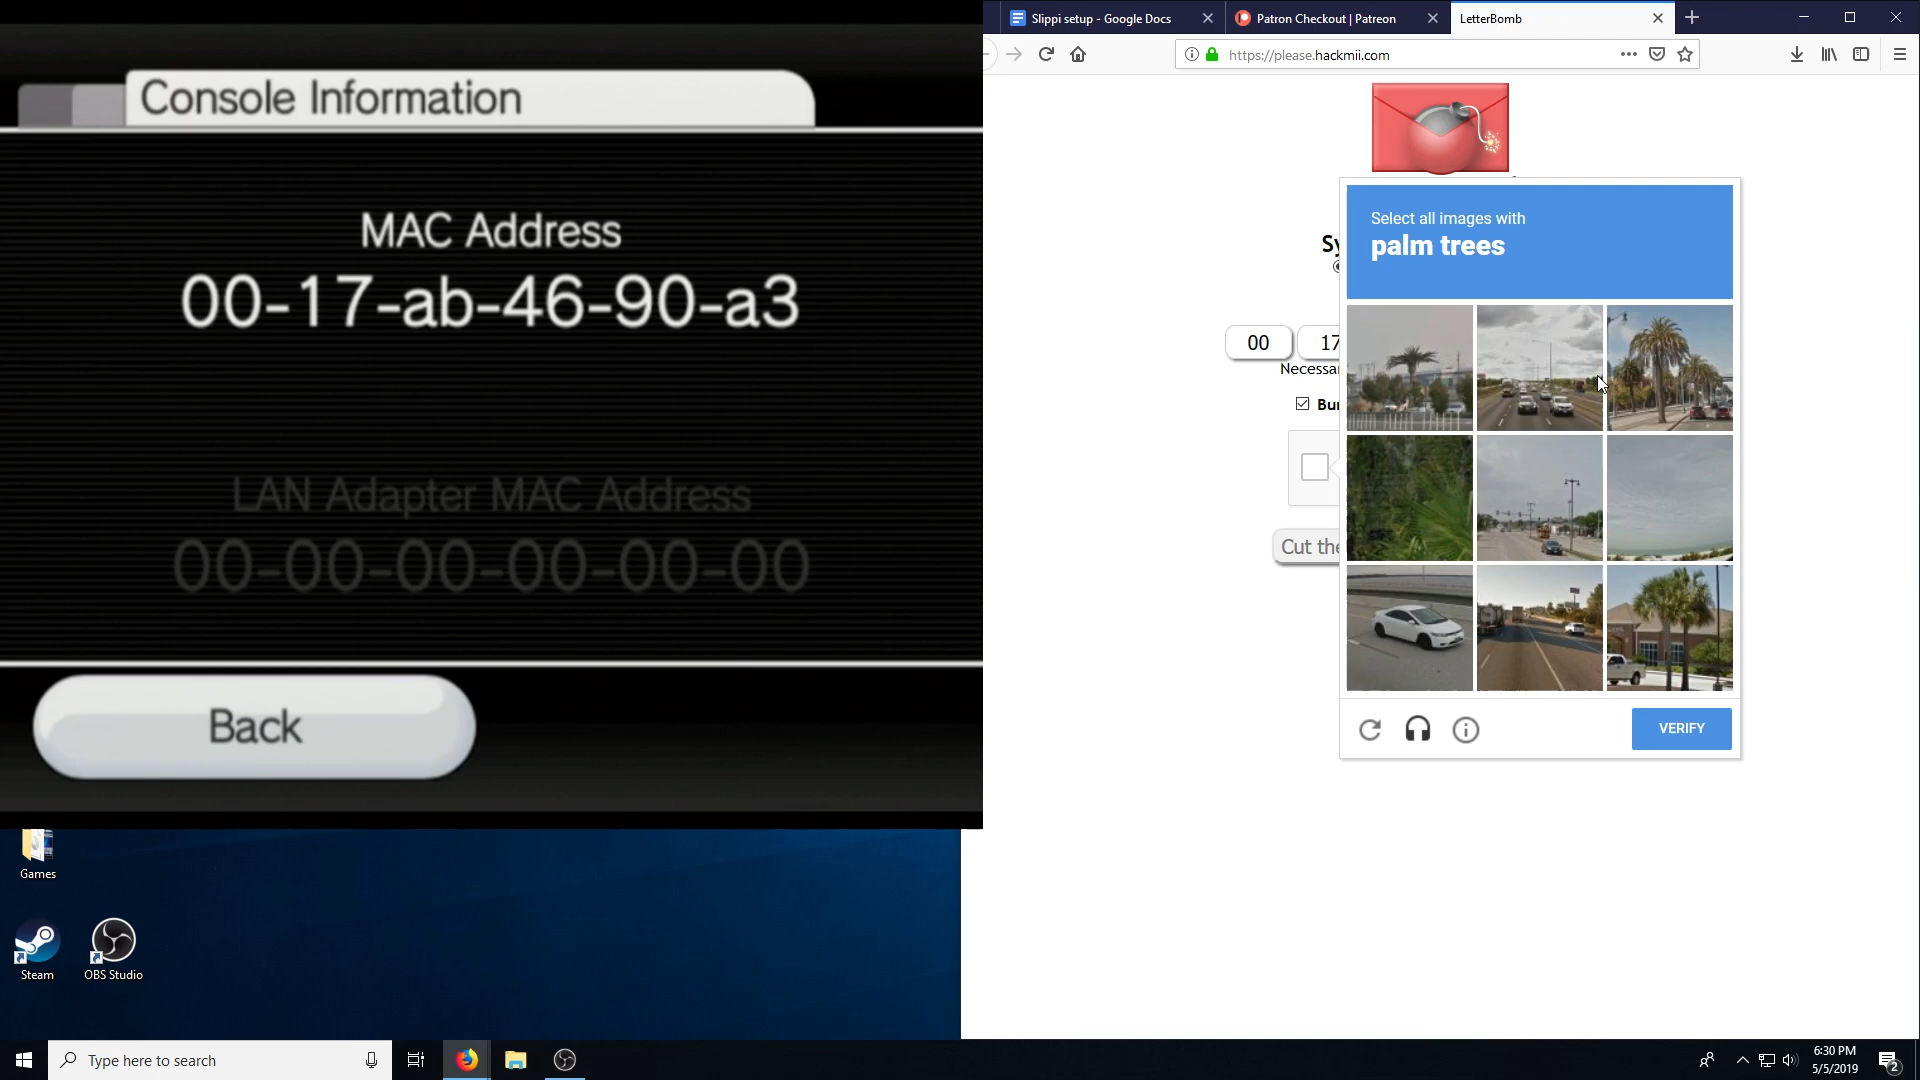 Console Information
MAC Address
00-17-ab-46-90-a3
LAN Adapter MAC Address
00-00-00-00-00-00
Back
Games
Steam
OBS Studio
Type here to search
Slippi setup - Google Docs
Patron Checkout | Patreon
LetterBomb
https://please.hackmii.com
Sy
00 17
Necessar
Bun
Cut the
Select all images with
palm trees
VERIFY
6:30 PM
5/5/2019
2